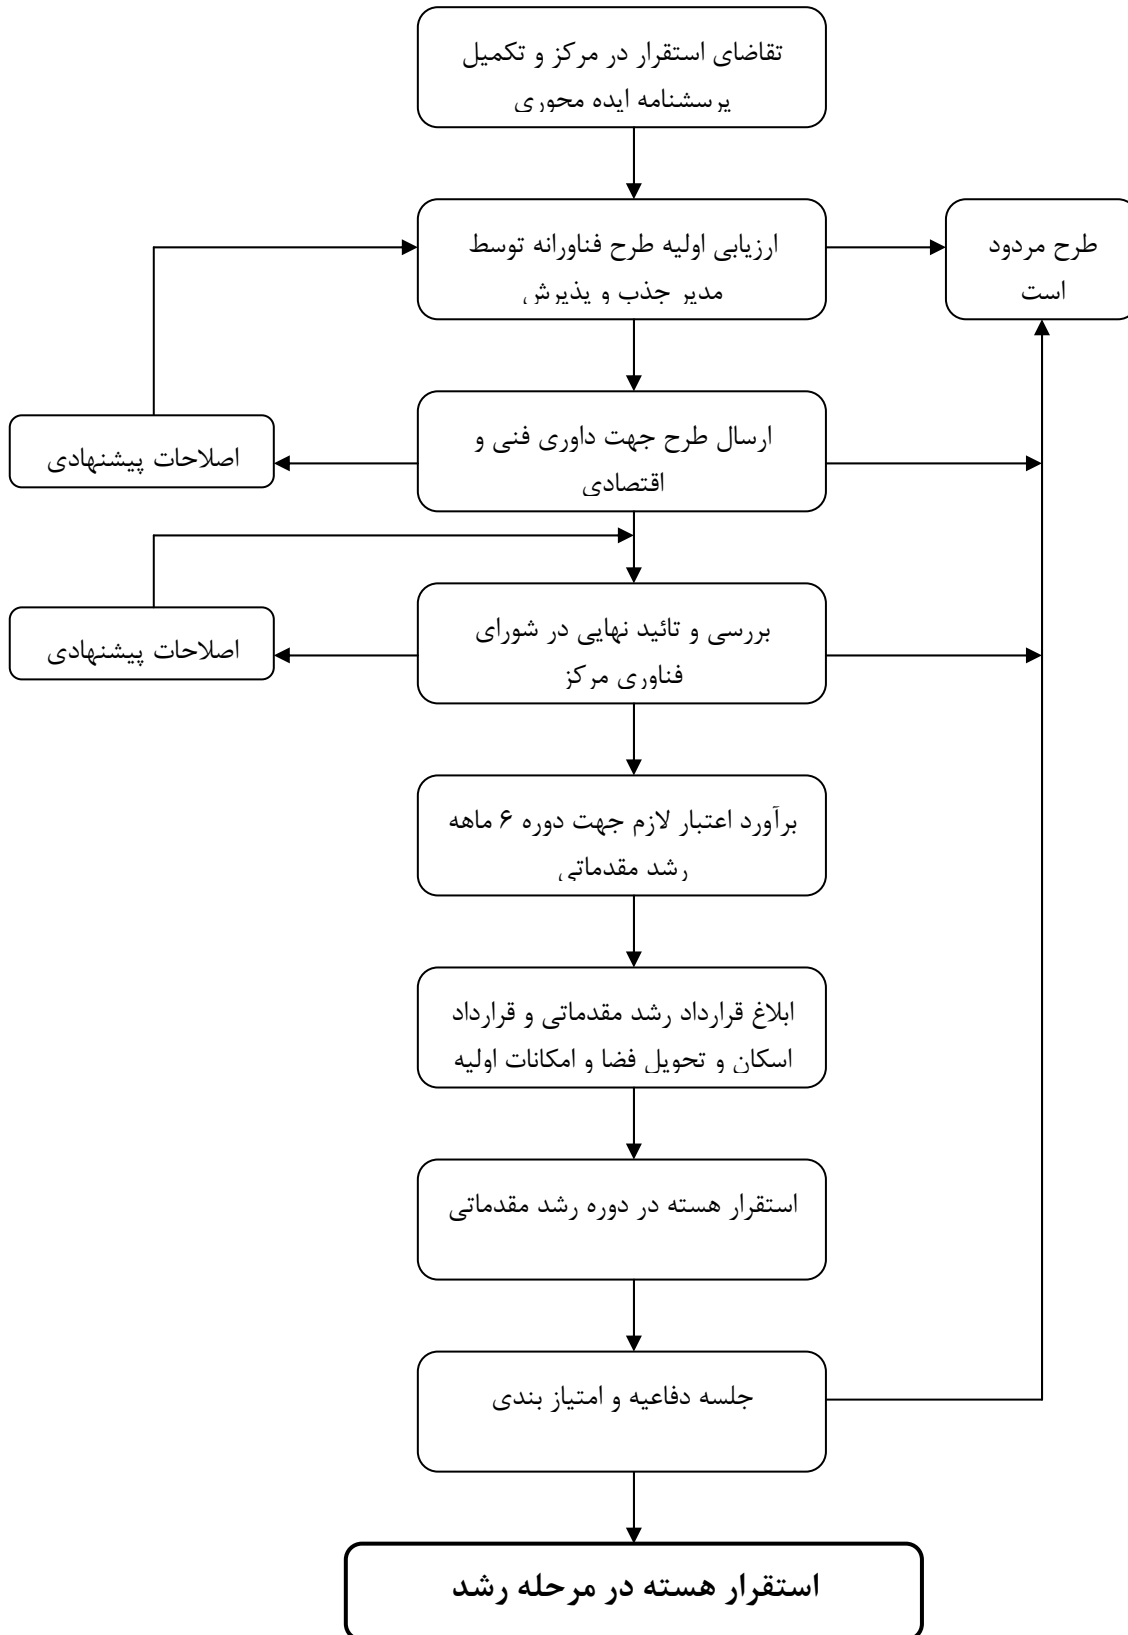 تقاضای استقرار در مرکز و تکمیل
پرسشنامه ایده محوری
ارزیابی اولیه طرح فناورانه توسط
مدیر جذب و پذیرش
طرح مردود
است
ارسال طرح جهت داوری فنی و
اقتصادی
اصلاحات پیشنهادی
بررسی و تائید نهایی در شورای
فناوری مرکز
اصلاحات پیشنهادی
برآورد اعتبار لازم جهت دوره ۶ ماهه
رشد مقدماتی
ابلاغ قرارداد رشد مقدماتی و قرارداد
اسکان و تحویل فضا و امکانات اولیه
استقرار هسته در دوره رشد مقدماتی
جلسه دفاعیه و امتیاز بندی
استقرار هسته در مرحله رشد